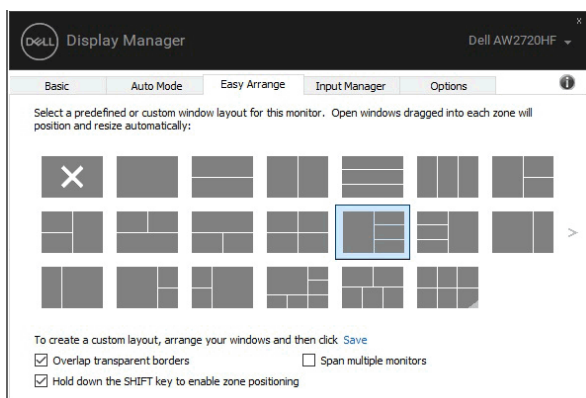 DELL Display Manager
Dell AW2720HF
x
Basic
Auto Mode
Easy Arrange
Input Manager
Options
i
Select a predefined or custom window layout for this monitor. Open windows dragged into each zone will
position and resize automatically:
>
To create a custom layout, arrange your windows and then click Save
Overlap transparent borders
Span multiple monitors
Hold down the SHIFT key to enable zone positioning